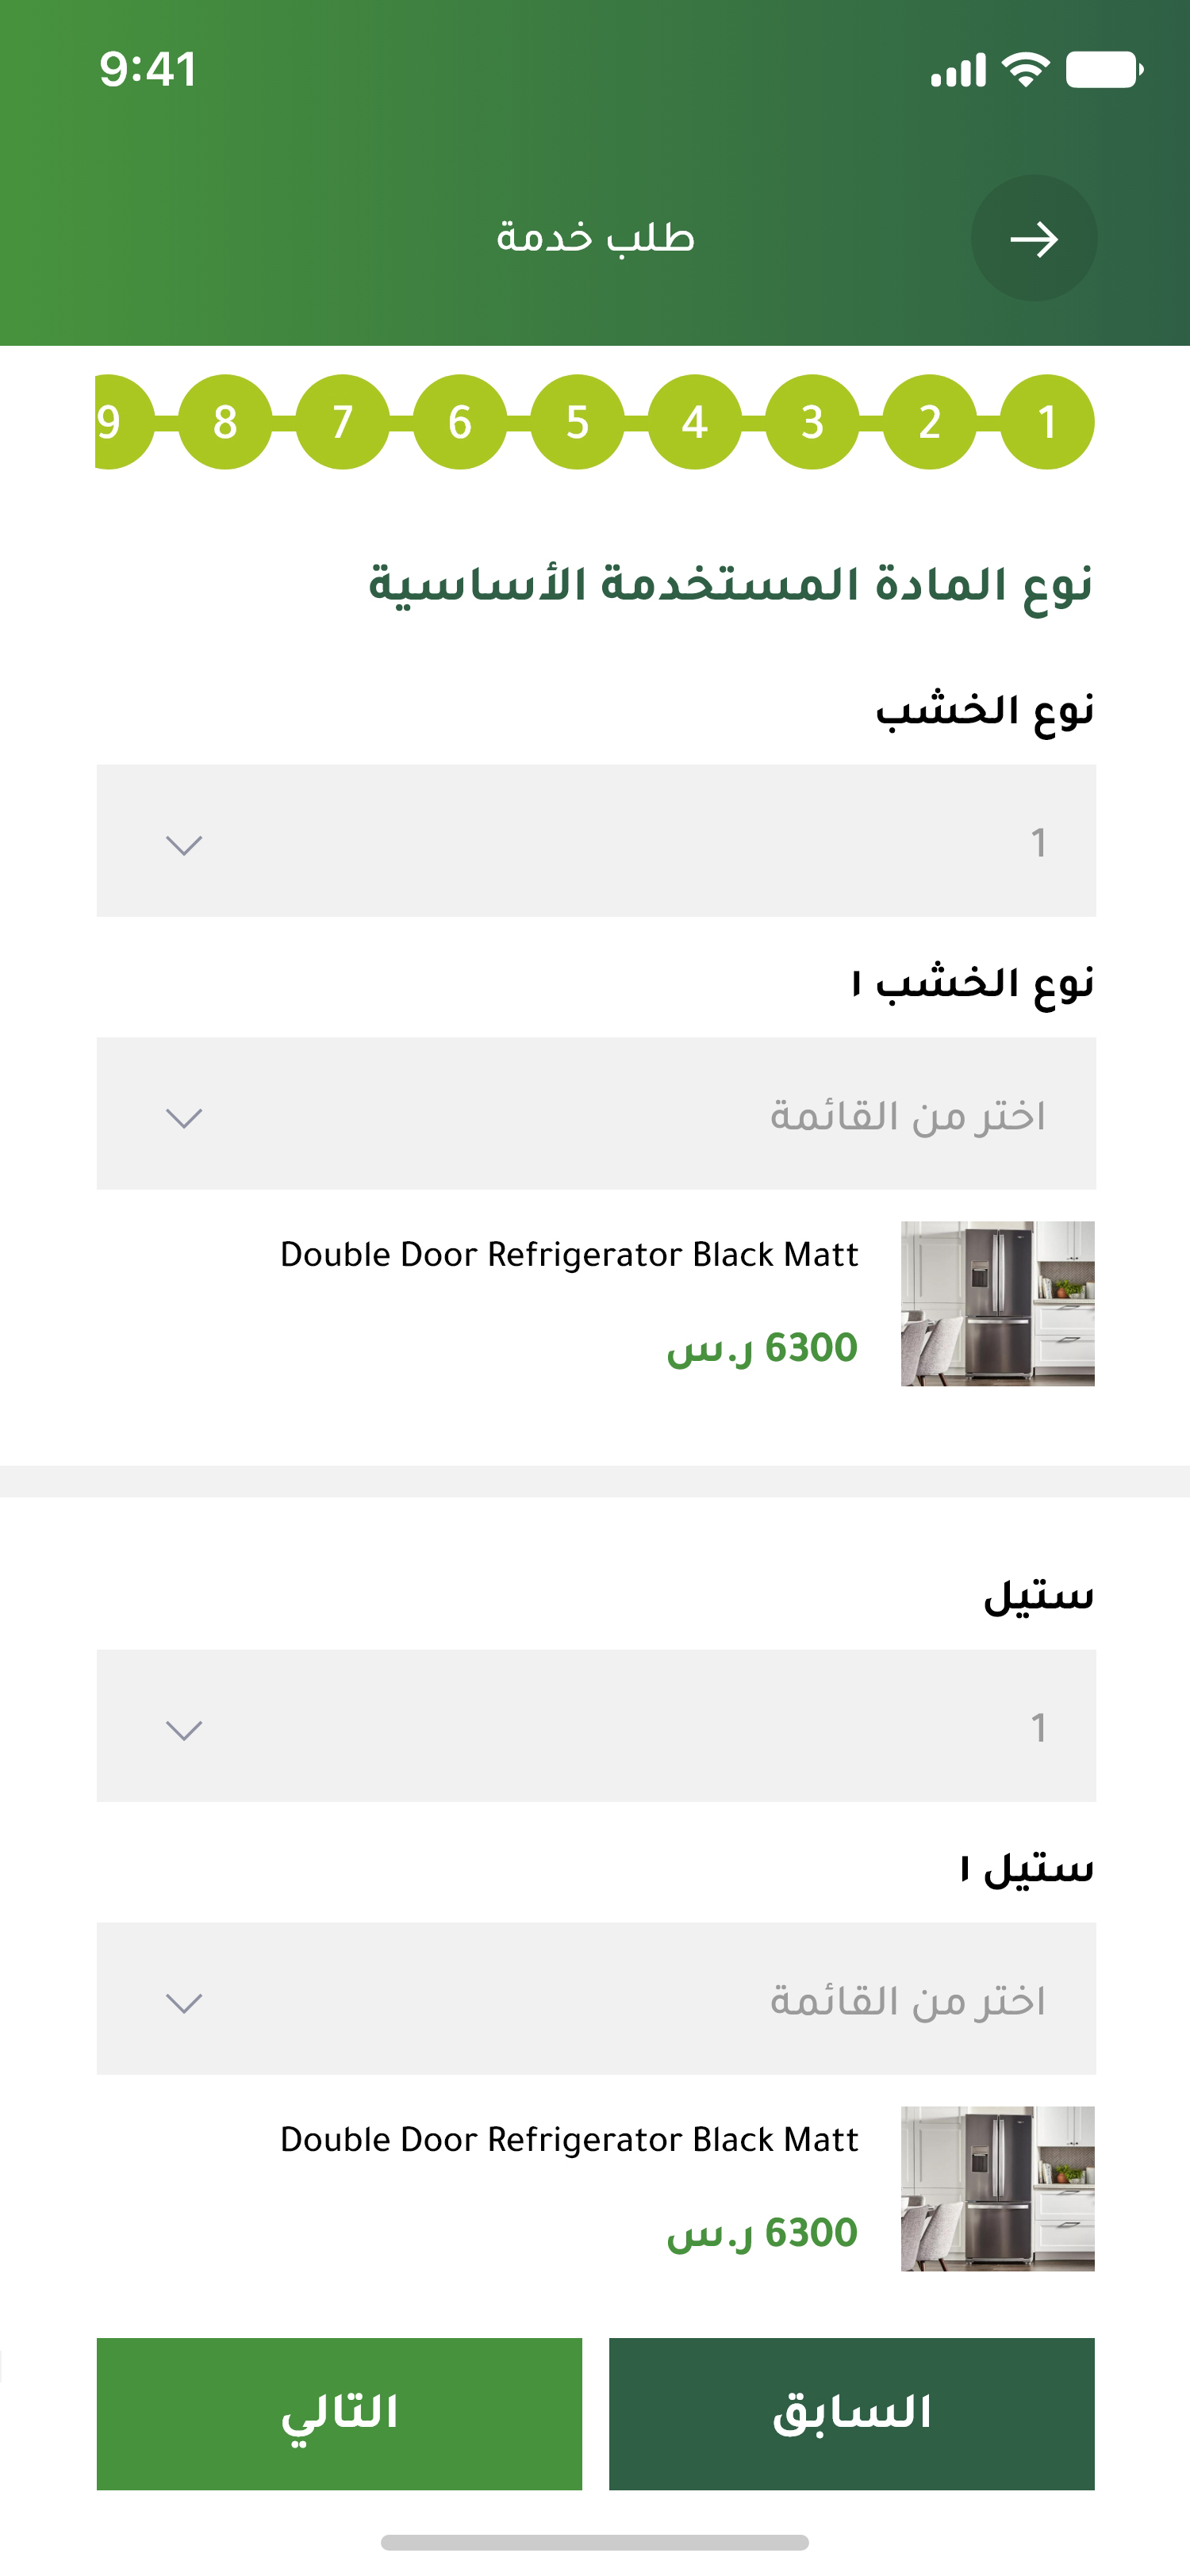 9:41
طلب خدمة
1 2 3 4 5 6 7 8 9
نوع المادة المستخدمة الأساسية
نوع الخشب
1
نوع الخشب ١
اختر من القائمة
Double Door Refrigerator Black Matt
6300 ر.س
ستيل
1
ستيل ١
اختر من القائمة
Double Door Refrigerator Black Matt
6300 ر.س
السابق
التالي